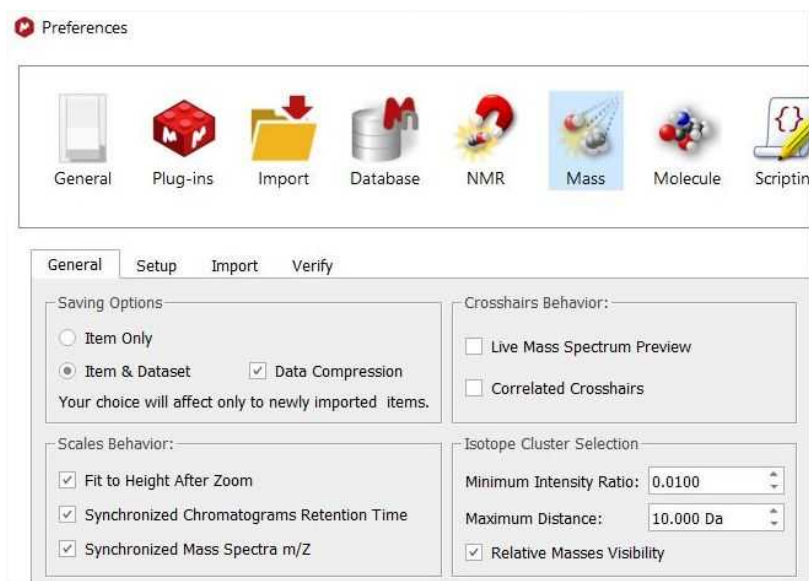 Preferences
General Plug-ins Import Database NMR Mass Molecule Scriptin
General Setup Import Verify
Saving Options
Item Only
Item & Dataset Data Compression
Your choice will affect only to newly imported items.
Crosshairs Behavior:
Live Mass Spectrum Preview
Correlated Crosshairs
Scales Behavior:
Fit to Height After Zoom
Synchronized Chromatograms Retention Time
Synchronized Mass Spectra m/Z
Isotope Cluster Selection
Minimum Intensity Ratio: 0.0100
Maximum Distance: 10.000 Da
Relative Masses Visibility